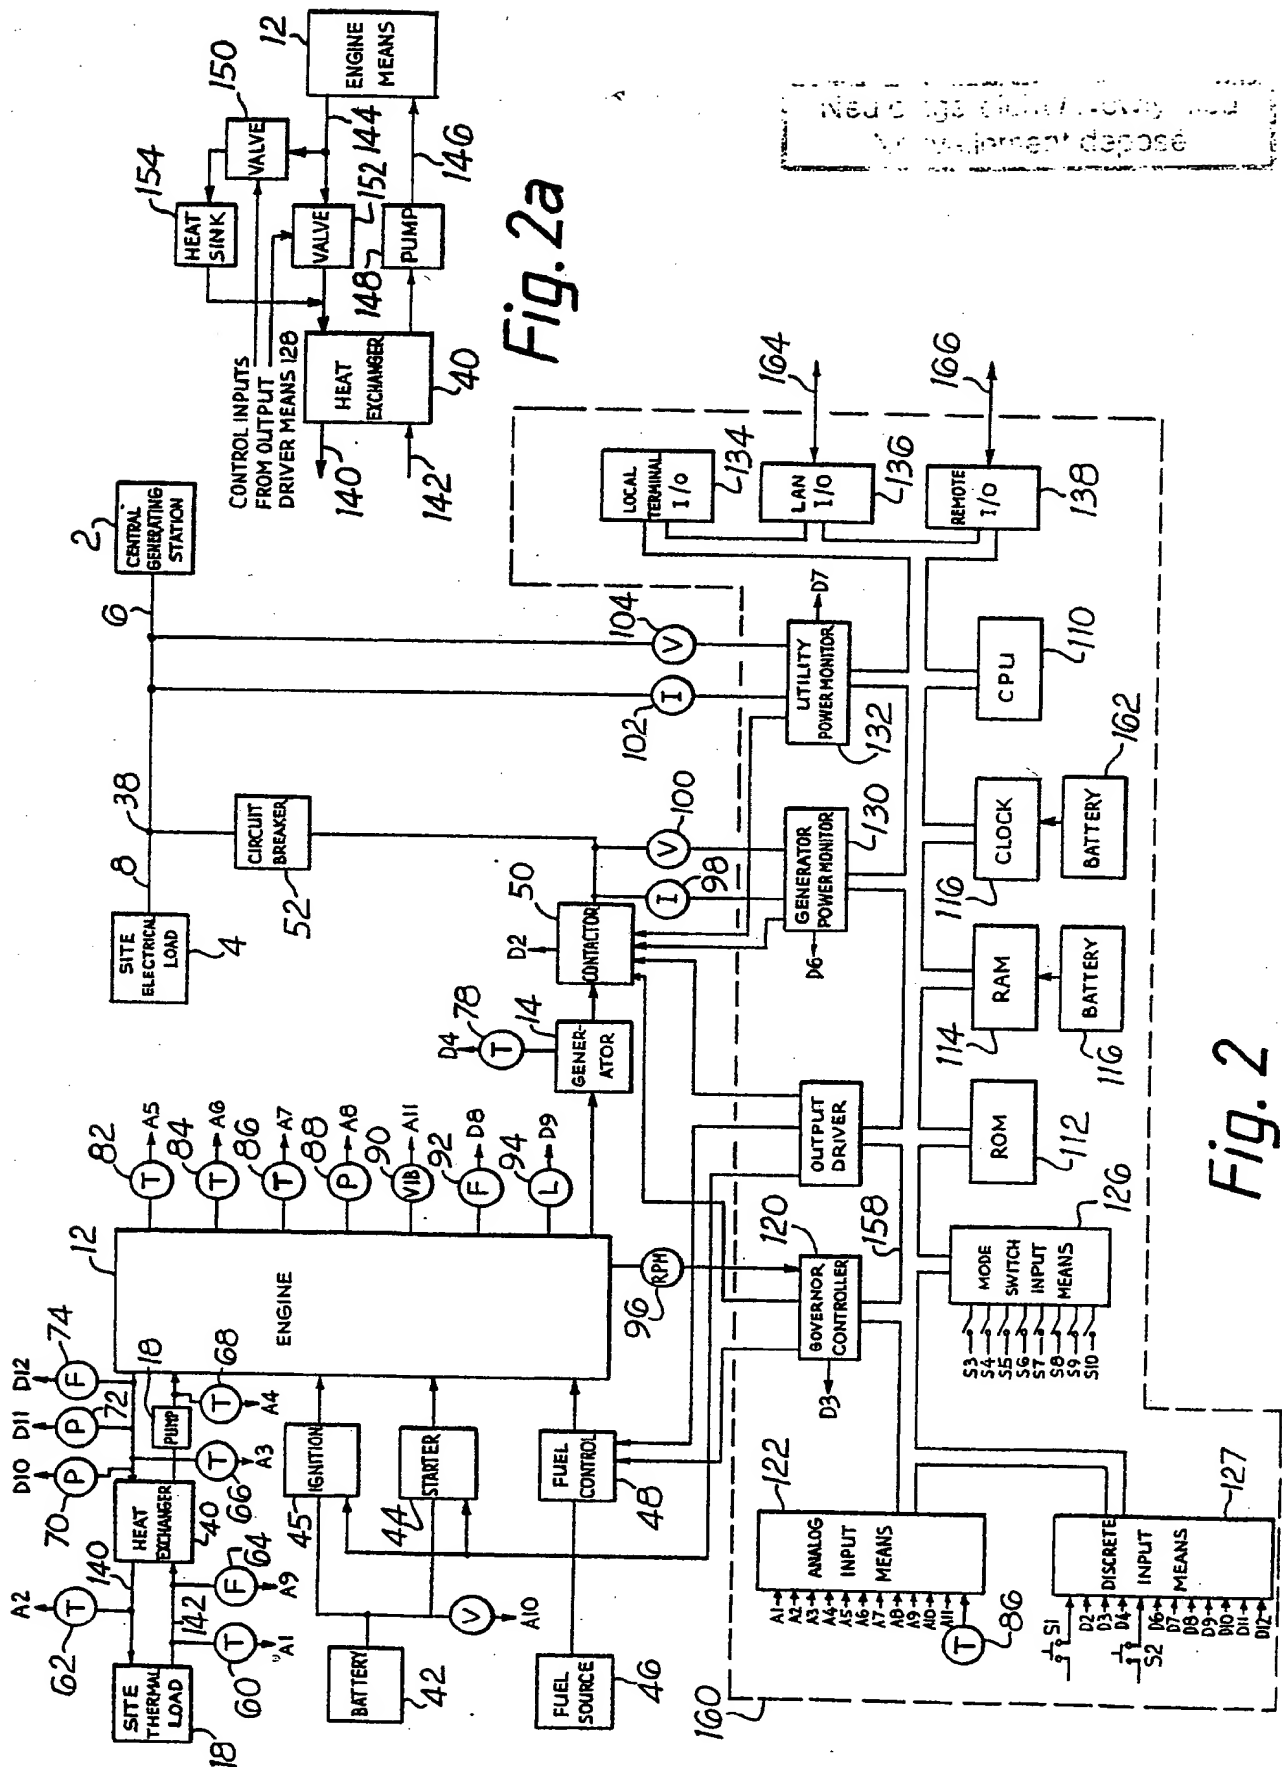 Fig. 2a
CONTROL INPUTS
FROM OUTPUT
DRIVER MEANS 128
HEAT
SINK
154
VALVE
150
VALVE
152
144
ENGINE
MEANS
12
HEAT
EXCHANGER
40
140
142
148
PUMP
146
Fig. 2
SITE
THERMAL
LOAD
18
A2
62
T
140
142
60
T
A1
HEAT
EXCHANGER
40
64
F
A9
D10
70
P
D11
P
72
D12
F
74
PUMP
18
T
66
A3
T
68
A4
ENGINE
12
T
82
A5
T
84
A6
T
86
A7
P
88
A8
VIB
90
A11
F
92
D8
L
94
D9
BATTERY
42
V
A10
IGNITION
45
STARTER
44
FUEL
SOURCE
46
FUEL
CONTROL
48
RPM
96
GENER-
ATOR
14
T
78
D4
CONTACTOR
50
D2
SITE
ELECTRICAL
LOAD
4
8
38
6
CENTRAL
GENERATING
STATION
2
CIRCUIT
BREAKER
52
I
98
V
100
I
102
V
104
160
ANALOG
INPUT
MEANS
122
A1
A2
A3
A4
A5
A6
A7
A8
A9
A10
A11
T
86
DISCRETE
INPUT
MEANS
127
S1
D2
D3
D4
S2
D6
D7
D8
D9
D10
D11
D12
GOVERNOR
CONTROLLER
120
D3
158
OUTPUT
DRIVER
GENERATOR
POWER MONITOR
130
D6
UTILITY
POWER MONITOR
132
D7
MODE
SWITCH
INPUT
MEANS
126
S3
S4
S5
S6
S7
S8
S9
S10
ROM
112
RAM
114
BATTERY
116
CLOCK
116
BATTERY
162
CPU
110
LOCAL
TERMINAL
I/O
134
LAN
I/O
136
164
REMOTE
I/O
138
166
déposé